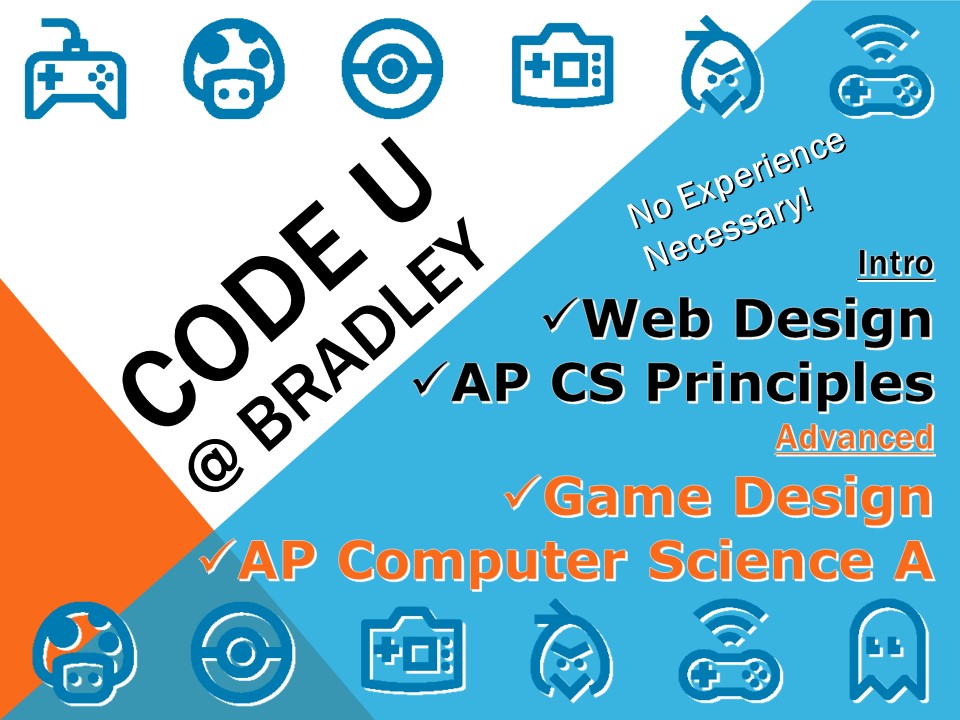 CODE U
@ BRADLEY
No Experience
Necessary!
Intro
✓Web Design
✓AP CS Principles
Advanced
✓Game Design
✓AP Computer Science A